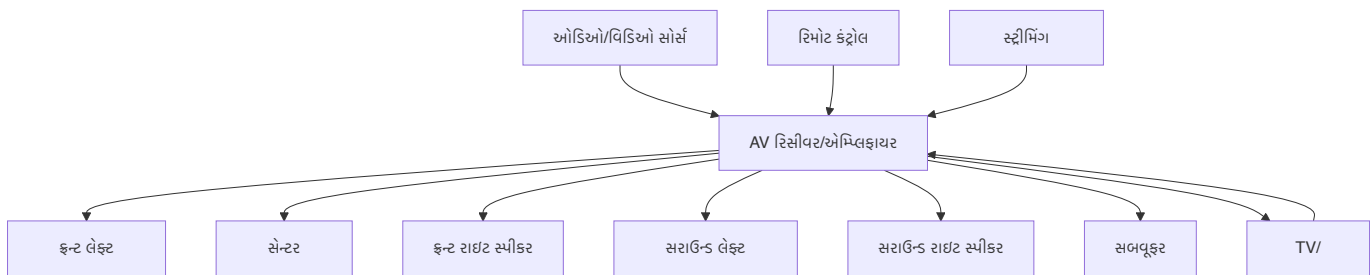 ઓડિઓ/વિડિઓ સોર્સ
રિમોટ કંટ્રોલ
સ્ટ્રીમિંગ
AV રિસીવર/એમ્પ્લિફાયર
ફ્રન્ટ લેફ્ટ
સેન્ટર
ફ્રન્ટ રાઇટ સ્પીકર
સરાઉન્ડ લેફ્ટ
સરાઉન્ડ રાઇટ સ્પીકર
સબવૂફર
TV/